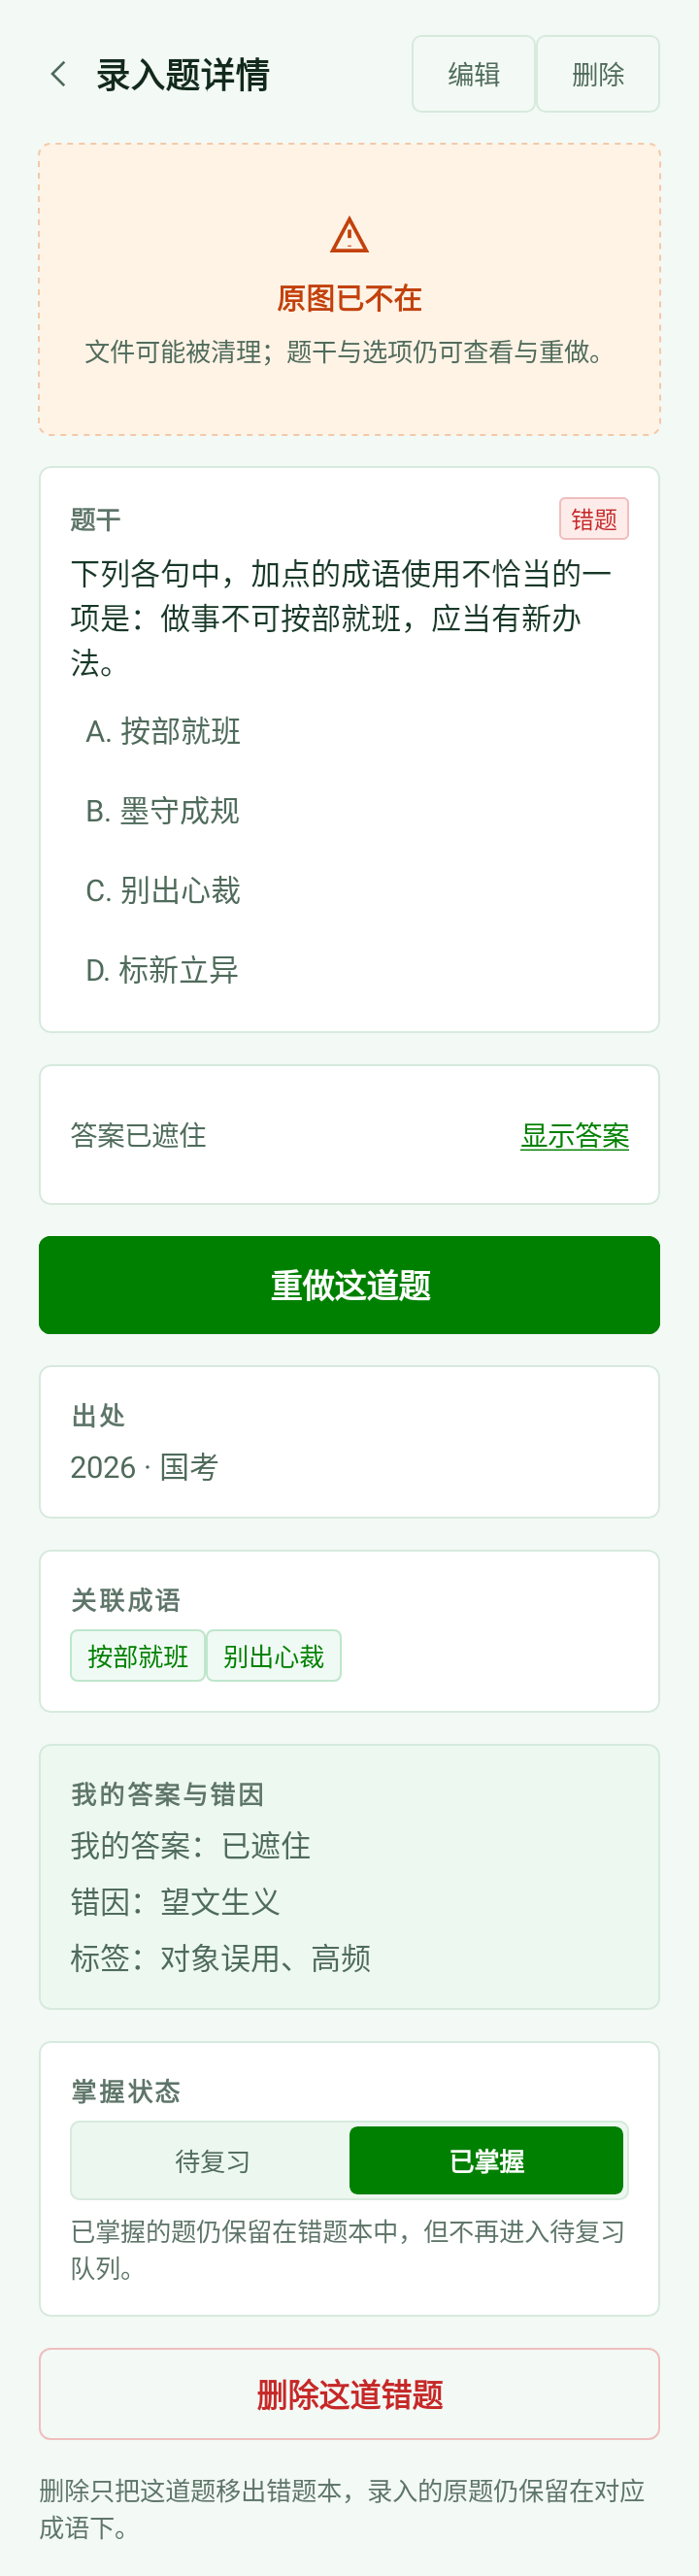 录入题详情
编辑
删除
原图已不在
文件可能被清理；题干与选项仍可查看与重做。
题干
错题
下列各句中，加点的成语使用不恰当的一
项是：做事不可按部就班，应当有新办
法。
A. 按部就班
B. 墨守成规
C. 别出心裁
D. 标新立异
答案已遮住
显示答案
重做这道题
出处
2026 · 国考
关联成语
按部就班
别出心裁
我的答案与错因
我的答案：已遮住
错因：望文生义
标签：对象误用、高频
掌握状态
待复习
已掌握
已掌握的题仍保留在错题本中，但不再进入待复习
队列。
删除这道错题
删除只把这道题移出错题本，录入的原题仍保留在对应
成语下。